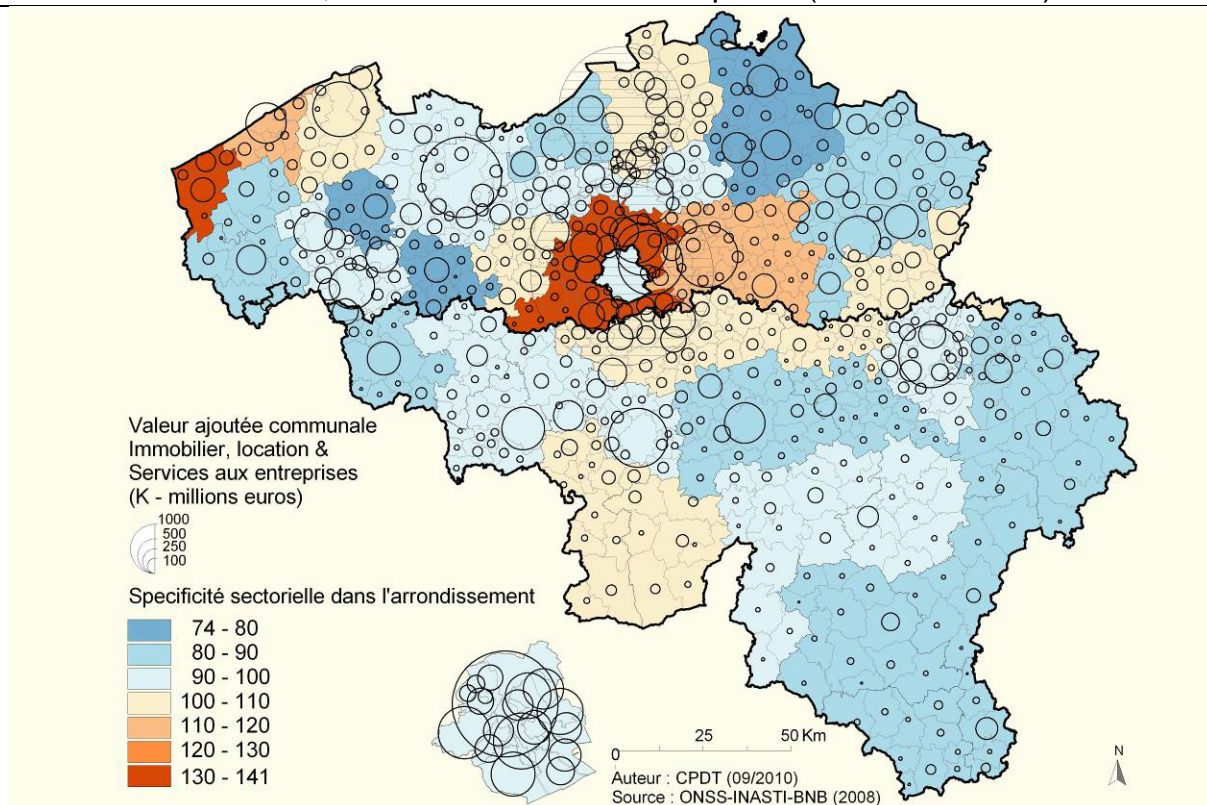 Valeur ajoutée communale
Immobilier, location &
Services aux entreprises
(K - millions euros)
1000
500
250
100
Specificité sectorielle dans l'arrondissement
74 - 80
80 - 90
90 - 100
100 - 110
110 - 120
120 - 130
130 - 141
0 25 50 Km
Auteur : CPDT (09/2010)
Source : ONSS-INASTI-BNB (2008)
N